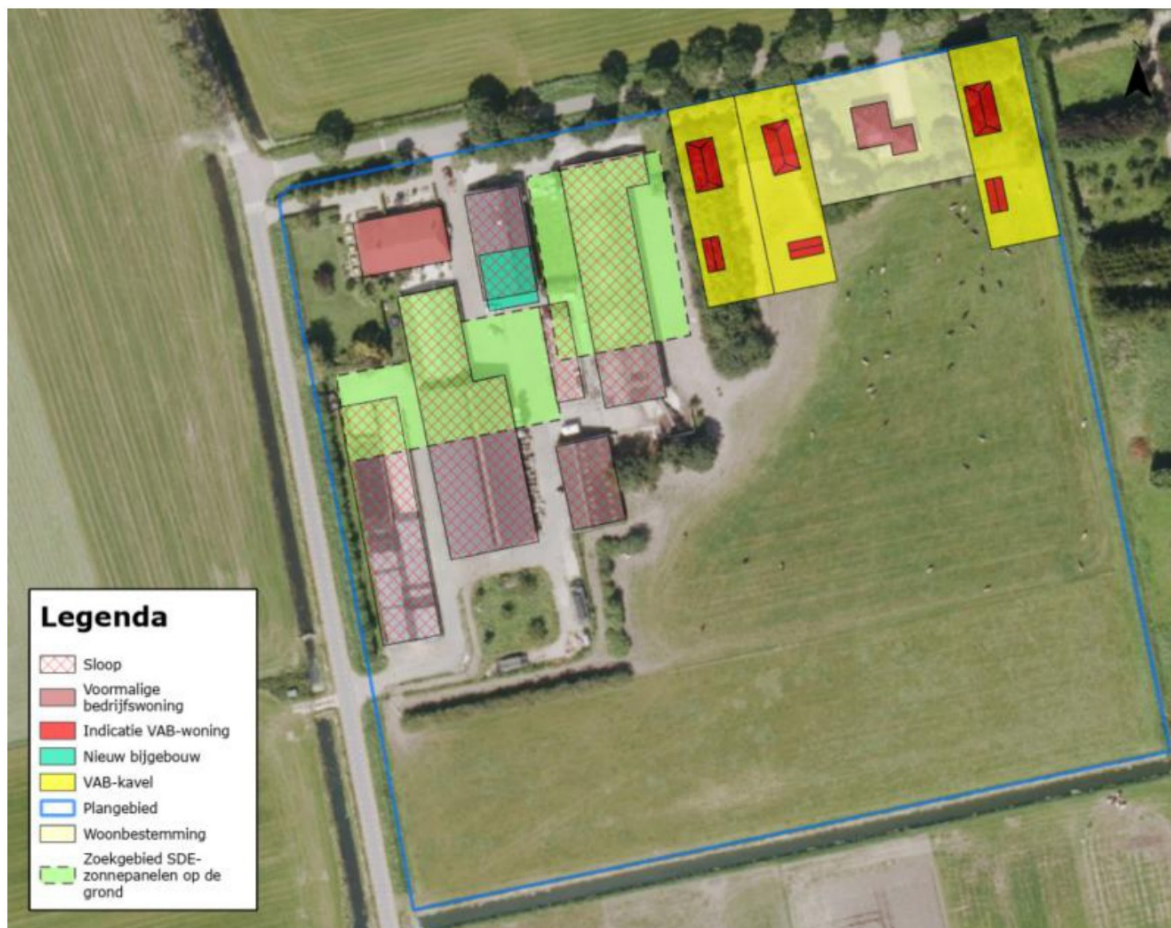 Legenda
Sloop
Voormalige
bedrijfswoning
Indicatie VAB-woning
Nieuw bijgebouw
VAB-kavel
Plangebied
Woonbestemming
Zoekgebied SDE-
zonnepanelen op de
grond